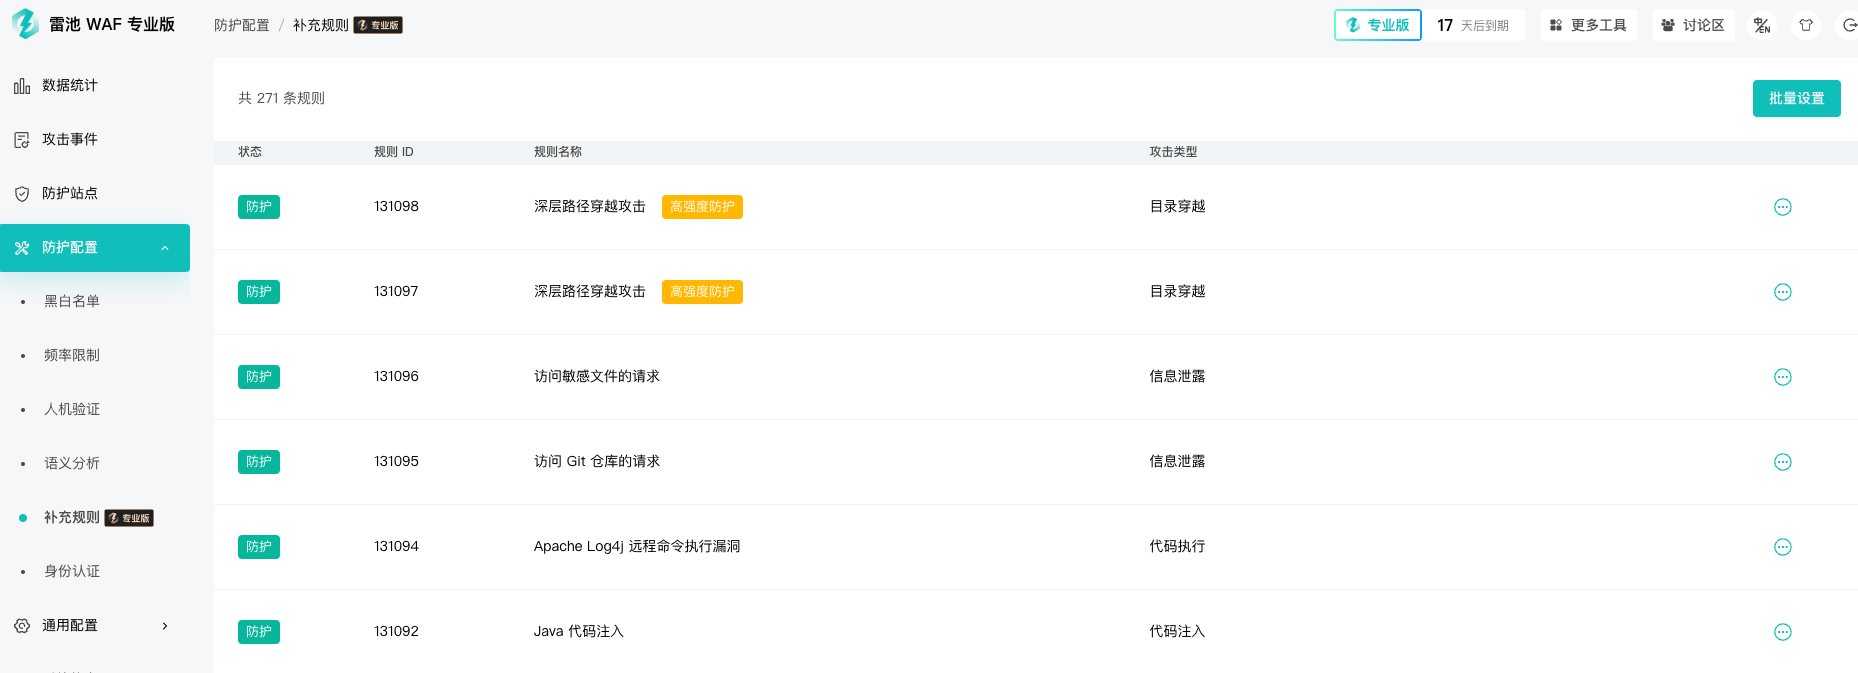 雷池 WAF 专业版
防护配置 / 补充规则 专业版
专业版 17 天后到期 更多工具 讨论区 EN
数据统计
攻击事件
防护站点
防护配置
黑白名单
频率限制
人机验证
语义分析
补充规则 专业版
身份认证
通用配置
共 271 条规则 批量设置
状态 规则 ID 规则名称 攻击类型
防护 131098 深层路径穿越攻击 高强度防护 目录穿越
防护 131097 深层路径穿越攻击 高强度防护 目录穿越
防护 131096 访问敏感文件的请求 信息泄露
防护 131095 访问 Git 仓库的请求 信息泄露
防护 131094 Apache Log4j 远程命令执行漏洞 代码执行
防护 131092 Java 代码注入 代码注入